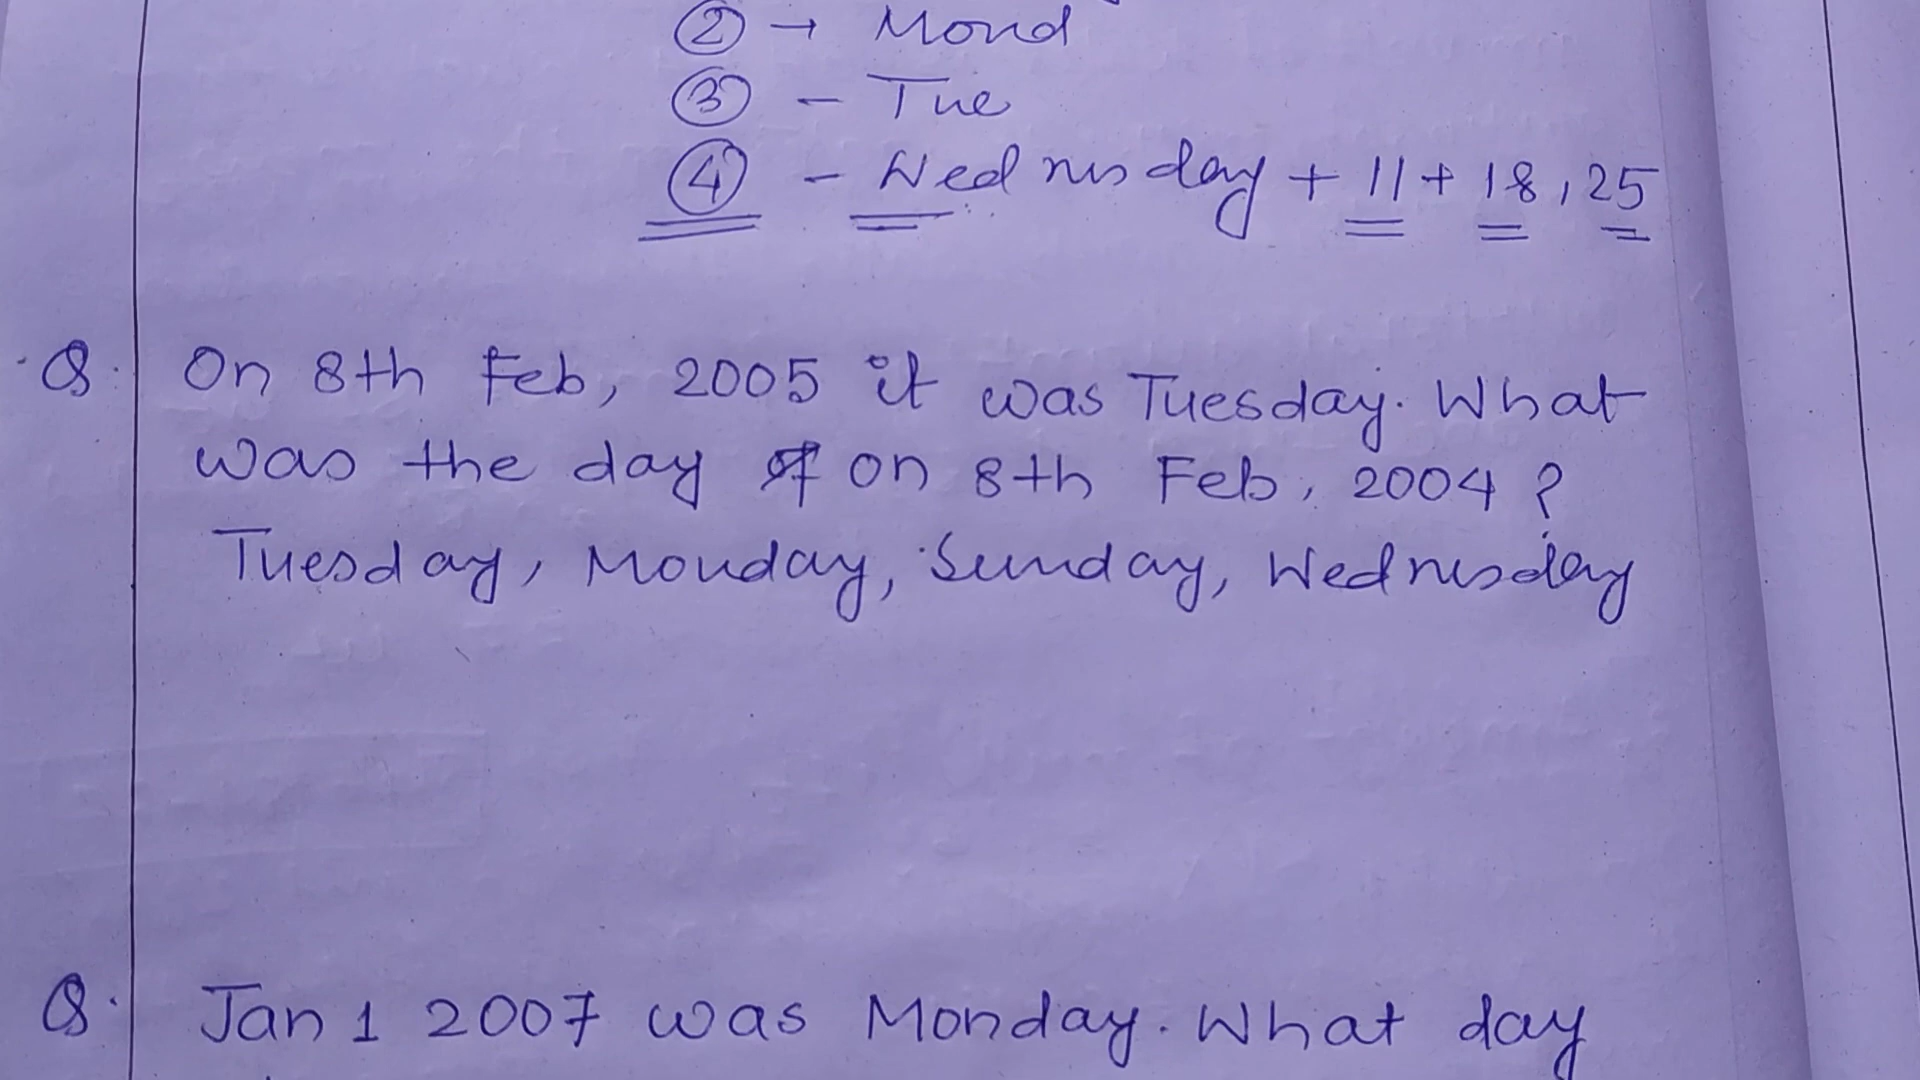 ② → Mond
③ - Tue
④ - Wednesday + 11 + 18, 25
Q. On 8th Feb, 2005 it was Tuesday. What
was the day on 8th Feb, 2004?
Tuesday, Monday, Sunday, Wednesday
Q. Jan 1 2007 was Monday. What day